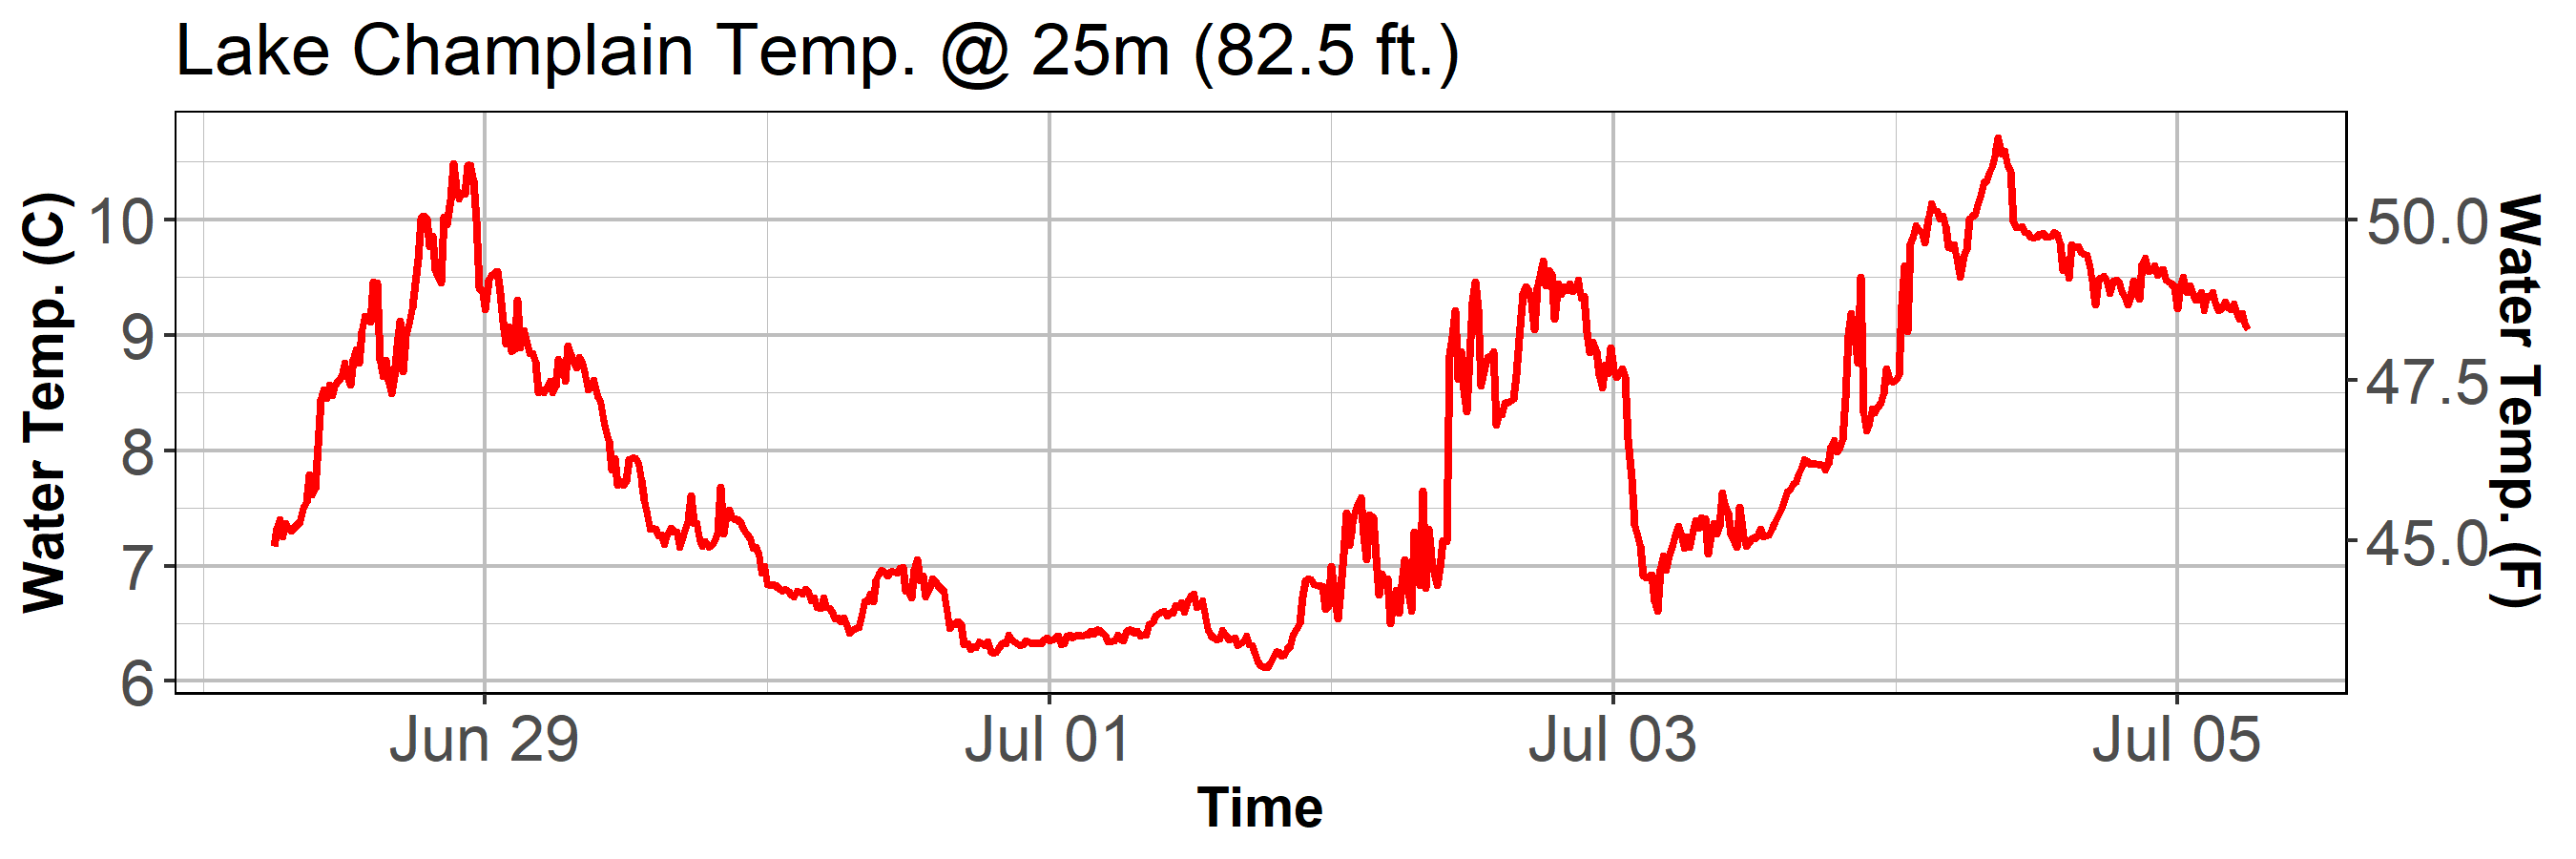 Lake Champlain Temp. @ 25m (82.5 ft.)
Water Temp. (C)
10
9
8
7
6
50.0
47.5
45.0
Water Temp. (F)
Jun 29
Jul 01
Jul 03
Jul 05
Time